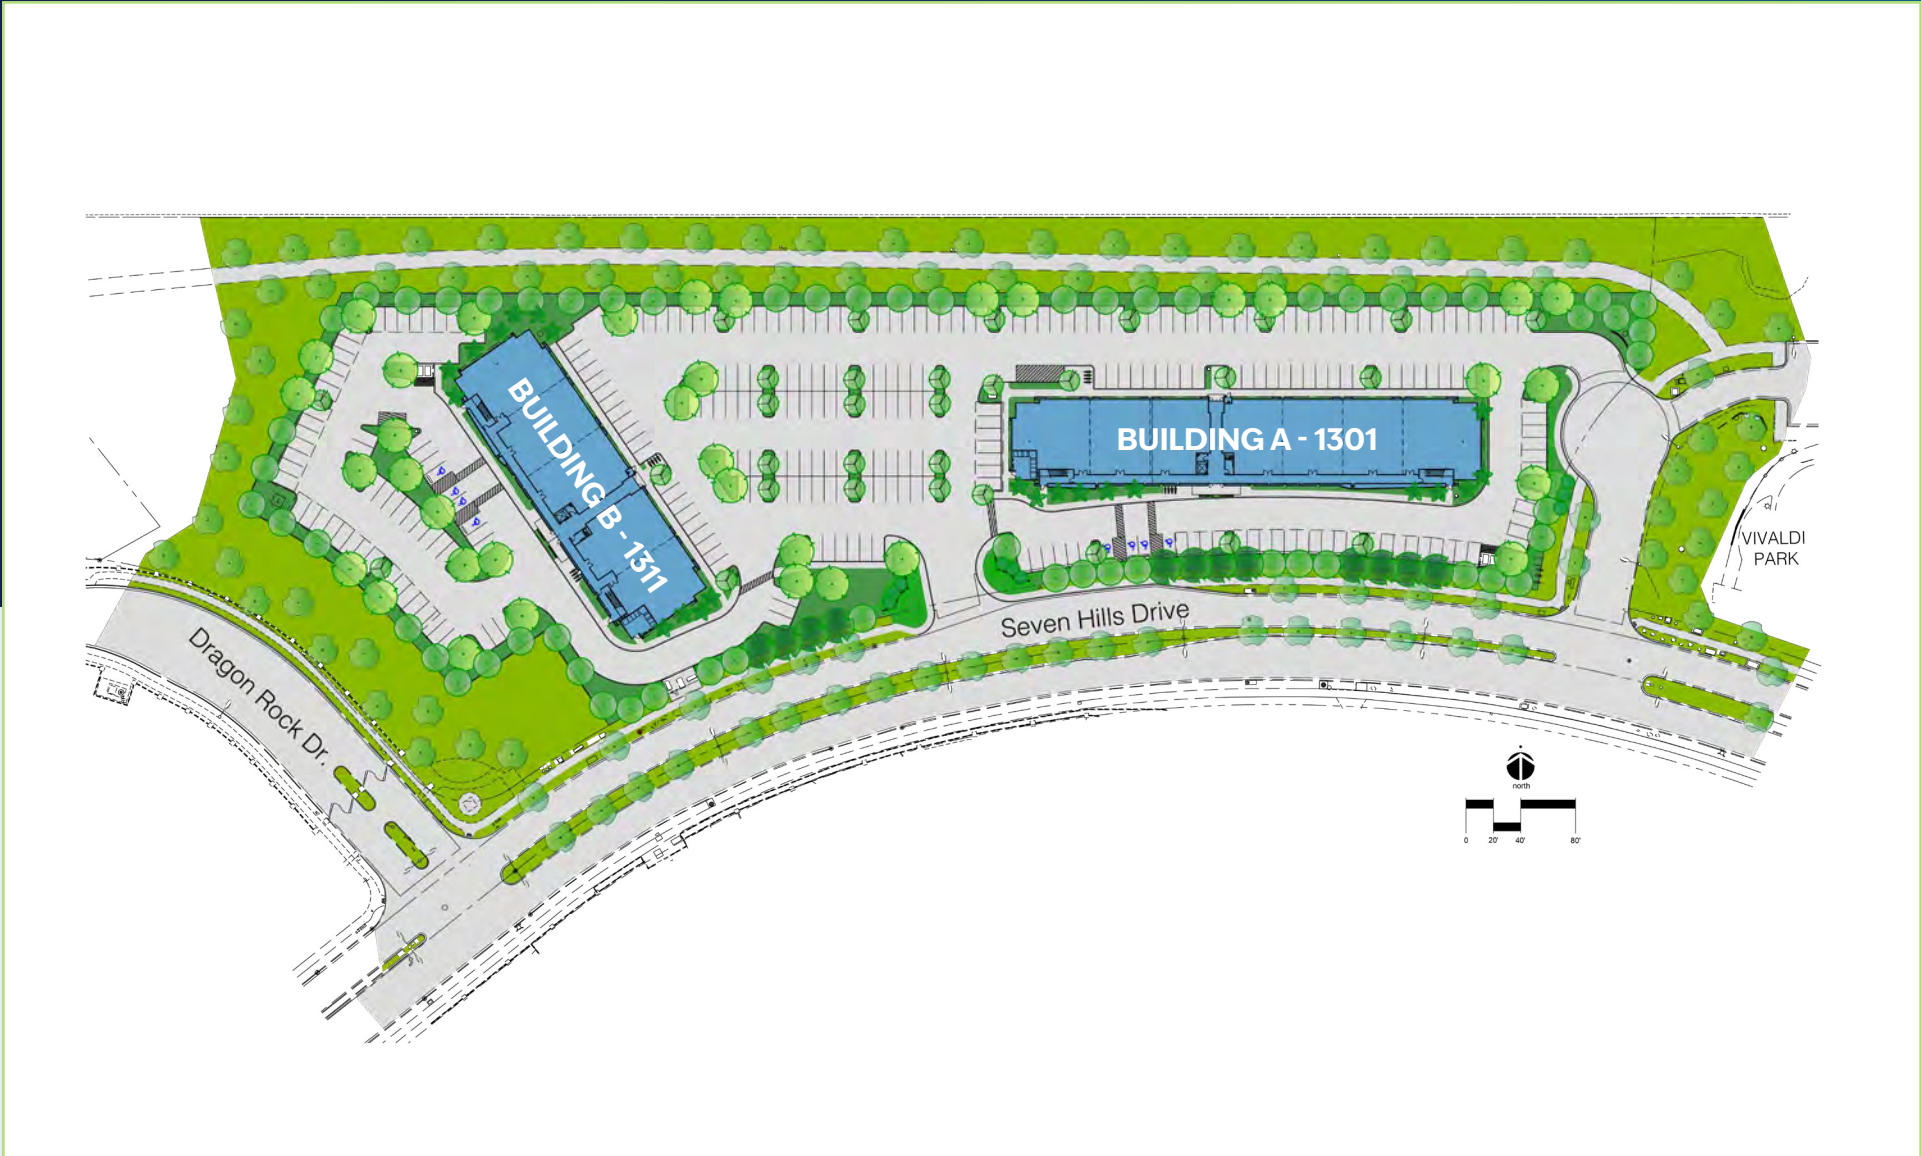 BUILDING B - 1311
BUILDING A - 1301
VIVALDI
PARK
Seven Hills Drive
Dragon Rock Dr.
north
0 20' 40' 80'